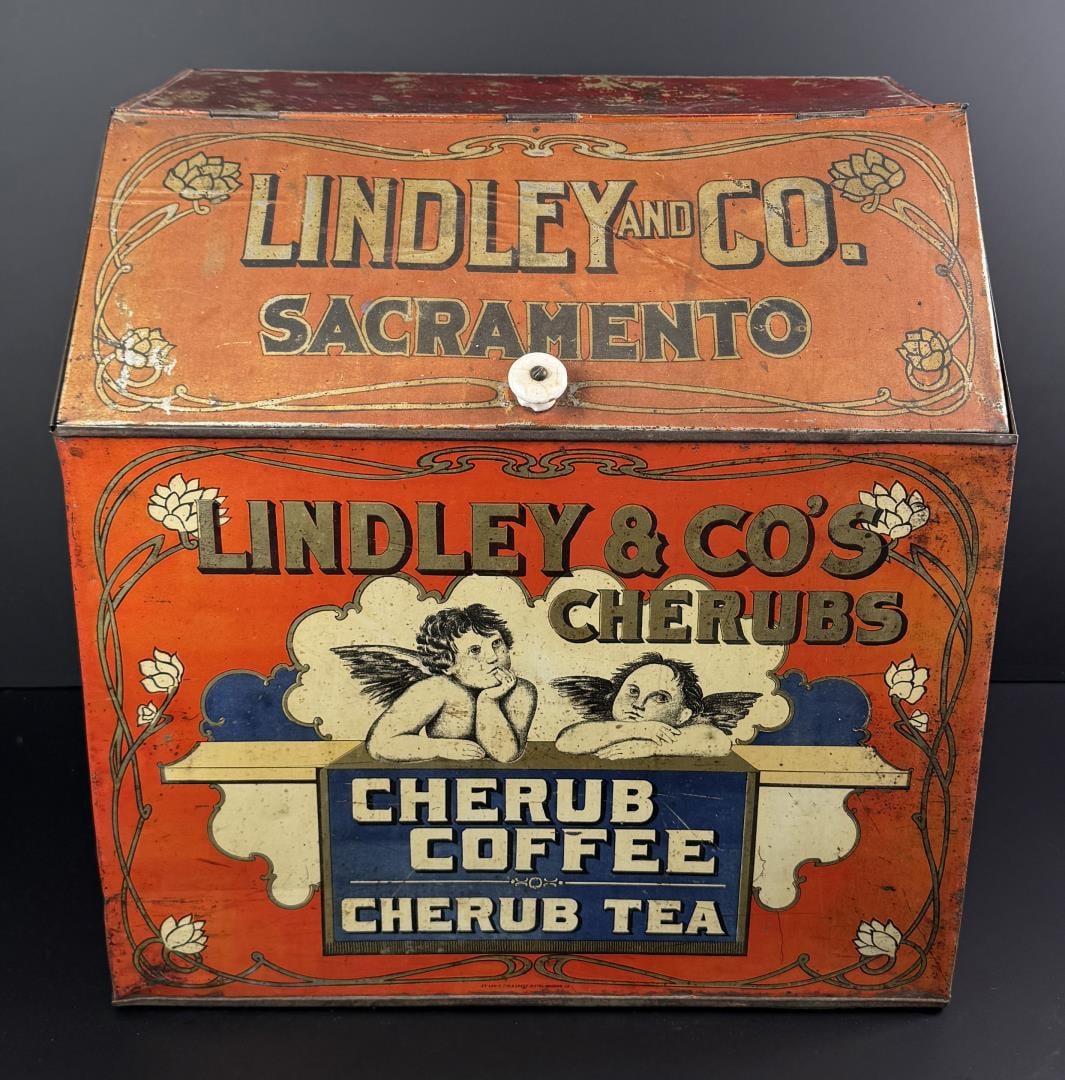 LINDLEY AND CO.
SACRAMENTO
LINDLEY & CO'S
CHERUBS
CHERUB
COFFEE
CHERUB TEA